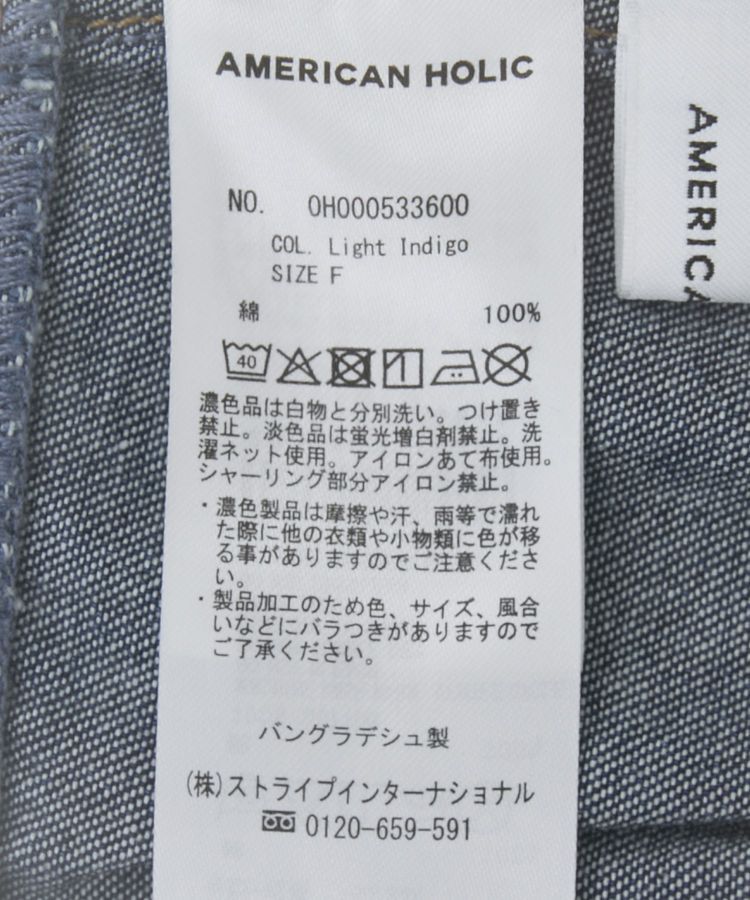 AMERICAN HOLIC
NO. 0H000533600
COL. Light Indigo
SIZE F
綿 100%
40
濃色品は白物と分別洗い。つけ置き
禁止。淡色品は蛍光増白剤禁止。洗
濯ネット使用。アイロンあて布使用。
シャーリング部分アイロン禁止。
・濃色製品は摩擦や汗、雨等で濡れ
た際に他の衣類や小物類に色が移
る事がありますのでご注意くださ
い。
・製品加工のため色、サイズ、風合
いなどにバラつきがありますので
ご了承ください。
バングラデシュ製
(株)ストライプインターナショナル
0120-659-591
AMERICA